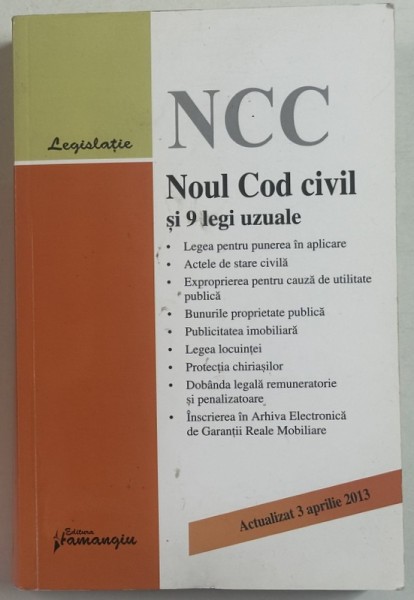 Legislație
NCC
Noul Cod civil
și 9 legi uzuale
• Legea pentru punerea în aplicare
• Actele de stare civilă
• Exproprierea pentru cauză de utilitate
publică
• Bunurile proprietate publică
• Publicitatea imobiliară
• Legea locuinței
• Protecția chiriașilor
• Dobânda legală remuneratorie
și penalizatoare
• Înscrierea în Arhiva Electronică
de Garanții Reale Mobiliare
Actualizat 3 aprilie 2013
Editura
Hamangiu